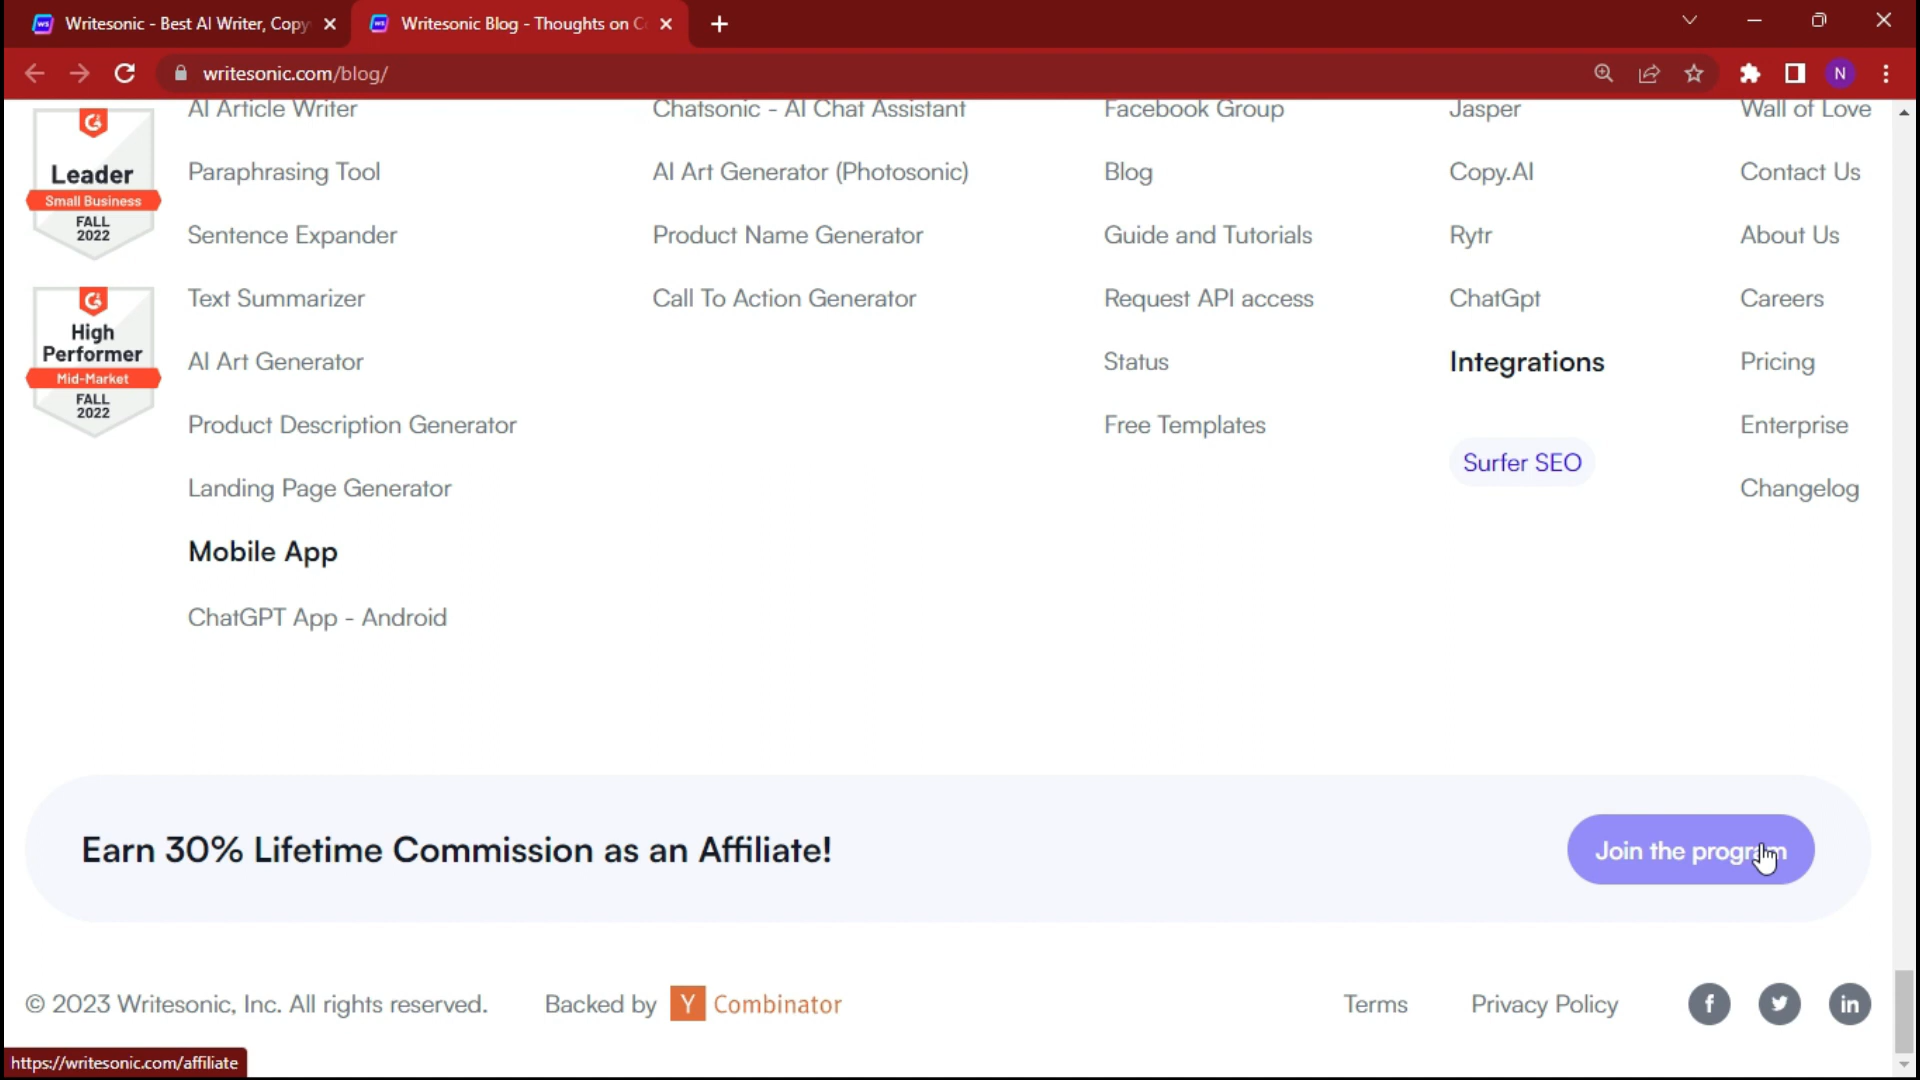 Writesonic - Best AI Writer, Copy
Writesonic Blog - Thoughts on C
writesonic.com/blog/
N
Leader
Small Business
FALL
2022
High
Performer
Mid-Market
FALL
2022
AI Article Writer
Paraphrasing Tool
Sentence Expander
Text Summarizer
AI Art Generator
Product Description Generator
Landing Page Generator
Mobile App
ChatGPT App - Android
Chatsonic - AI Chat Assistant
AI Art Generator (Photosonic)
Product Name Generator
Call To Action Generator
Facebook Group
Blog
Guide and Tutorials
Request API access
Status
Free Templates
Jasper
Copy.AI
Rytr
ChatGpt
Integrations
Surfer SEO
Wall of Love
Contact Us
About Us
Careers
Pricing
Enterprise
Changelog
Earn 30% Lifetime Commission as an Affiliate!
Join the program
© 2023 Writesonic, Inc. All rights reserved.
Backed by Y Combinator
Terms
Privacy Policy
https://writesonic.com/affiliate